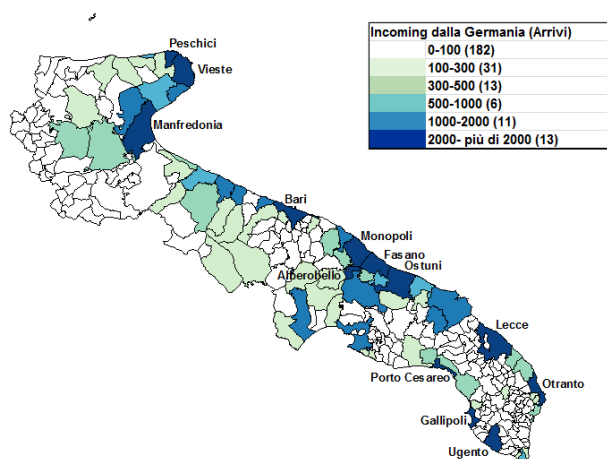 Incoming dalla Germania (Arrivi)
0-100 (182)
100-300 (31)
300-500 (13)
500-1000 (6)
1000-2000 (11)
2000- più di 2000 (13)
Peschici
Vieste
Manfredonia
Bari
Monopoli
Fasano
Ostuni
Alberobello
Lecce
Porto Cesareo
Otranto
Gallipoli
Ugento